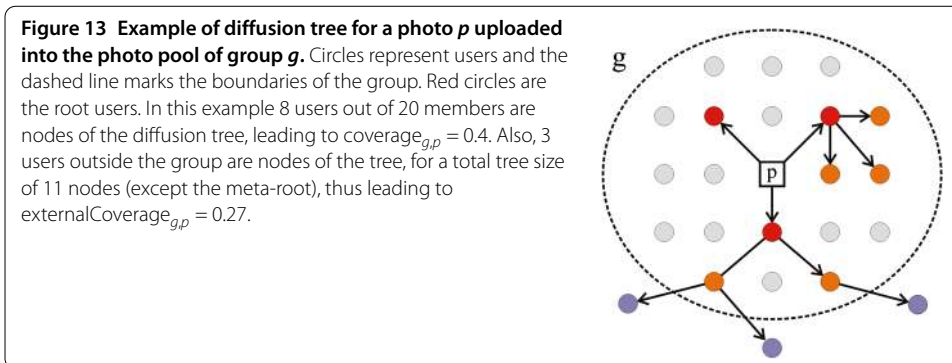 Figure 13 Example of diffusion tree for a photo p uploaded
into the photo pool of group g. Circles represent users and the
dashed line marks the boundaries of the group. Red circles are
the root users. In this example 8 users out of 20 members are
nodes of the diffusion tree, leading to coverage_{g,p} = 0.4. Also, 3
users outside the group are nodes of the tree, for a total tree size
of 11 nodes (except the meta-root), thus leading to
externalCoverage_{g,p} = 0.27.
g
p